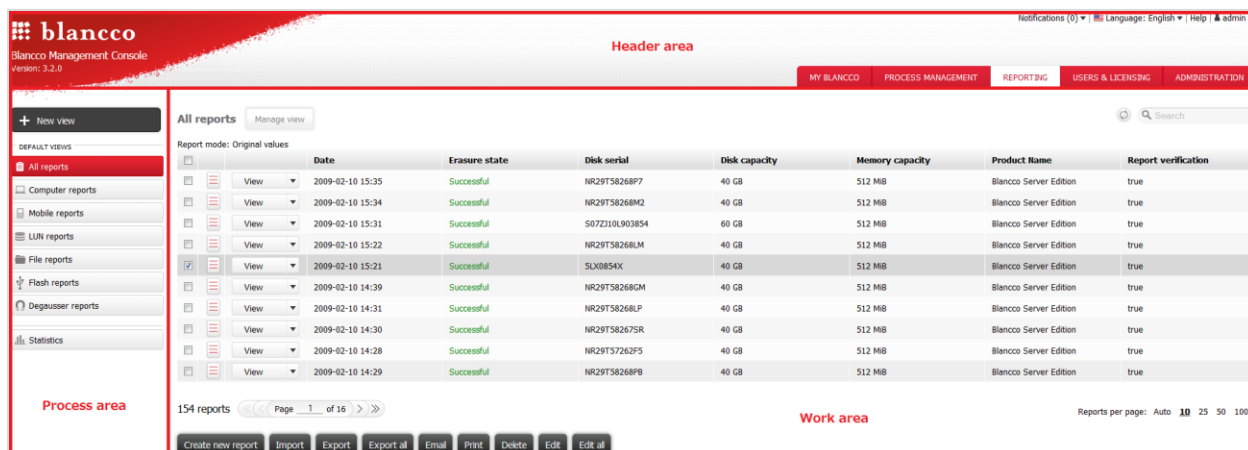 Notifications (0) Language: English Help admin
blancco
Blancco Management Console
Version: 3.2.0
Header area
MY BLANCCO PROCESS MANAGEMENT REPORTING USERS & LICENSING ADMINISTRATION
+ New view
All reports Manage view Search
DEFAULT VIEWS
Report mode: Original values
All reports
Computer reports
Mobile reports
LUN reports
File reports
Flash reports
Degausser reports
Statistics
Date Erasure state Disk serial Disk capacity Memory capacity Product Name Report verification
View 2009-02-10 15:35 Successful NR29T58268P7 40 GB 512 MiB Blancco Server Edition true
View 2009-02-10 15:34 Successful NR29T58268M2 40 GB 512 MiB Blancco Server Edition true
View 2009-02-10 15:31 Successful S07ZJ10L903854 60 GB 512 MiB Blancco Server Edition true
View 2009-02-10 15:22 Successful NR29T58268LM 40 GB 512 MiB Blancco Server Edition true
View 2009-02-10 15:21 Successful 5LX0854X 40 GB 512 MiB Blancco Server Edition true
View 2009-02-10 14:39 Successful NR29T58268GM 40 GB 512 MiB Blancco Server Edition true
View 2009-02-10 14:31 Successful NR29T58268LP 40 GB 512 MiB Blancco Server Edition true
View 2009-02-10 14:30 Successful NR29T58267SR 40 GB 512 MiB Blancco Server Edition true
View 2009-02-10 14:28 Successful NR29T57262F5 40 GB 512 MiB Blancco Server Edition true
View 2009-02-10 14:29 Successful NR29T58268PB 40 GB 512 MiB Blancco Server Edition true
Process area
154 reports Page 1 of 16 > >>
Work area
Reports per page: Auto 10 25 50 100
Create new report Import Export Export all Email Print Delete Edit Edit all